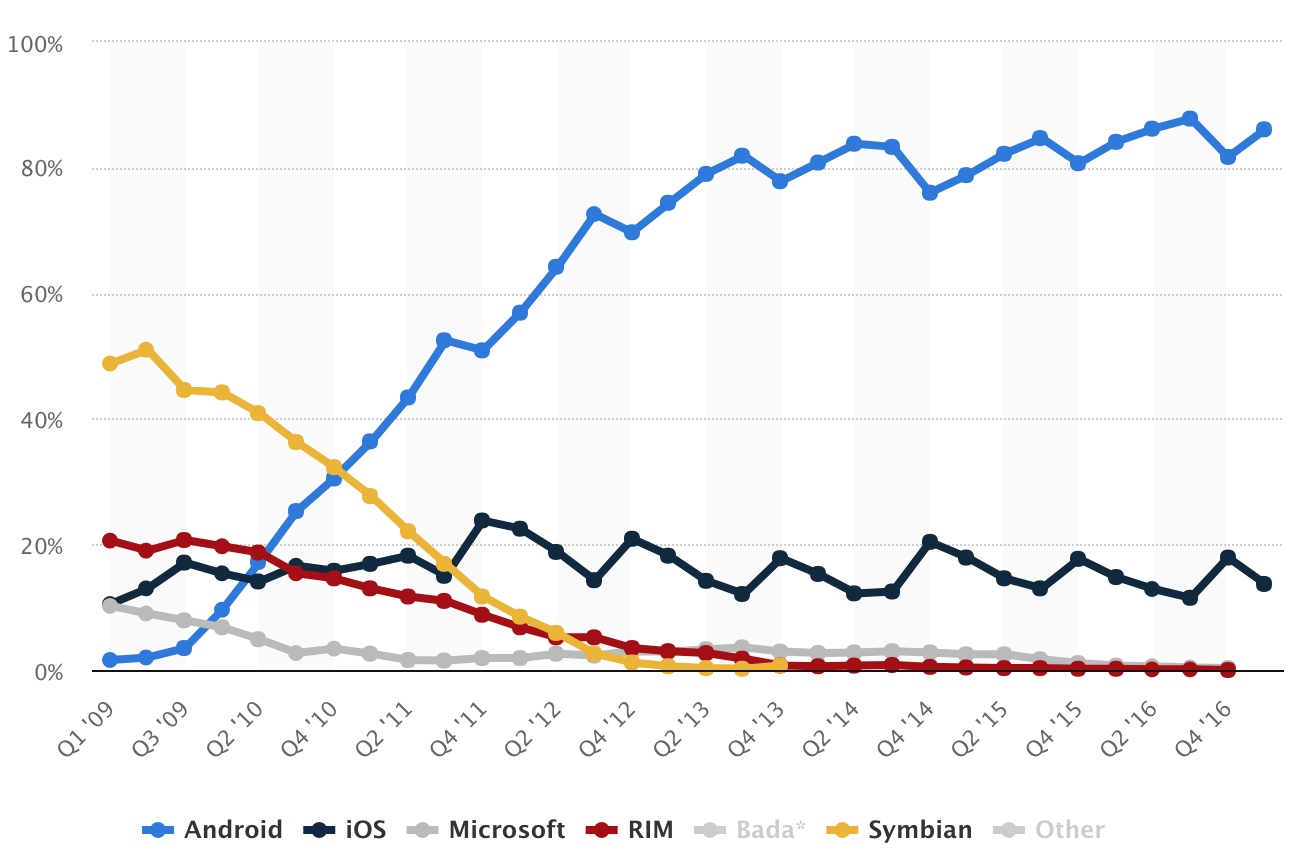 100%
80%
60%
40%
20%
0%
Q1 '09
Q3 '09
Q2 '10
Q4 '10
Q2 '11
Q4 '11
Q2 '12
Q4 '12
Q2 '13
Q4 '13
Q2 '14
Q4 '14
Q2 '15
Q4 '15
Q2 '16
Q4 '16
Android iOS Microsoft RIM Bada* Symbian Other